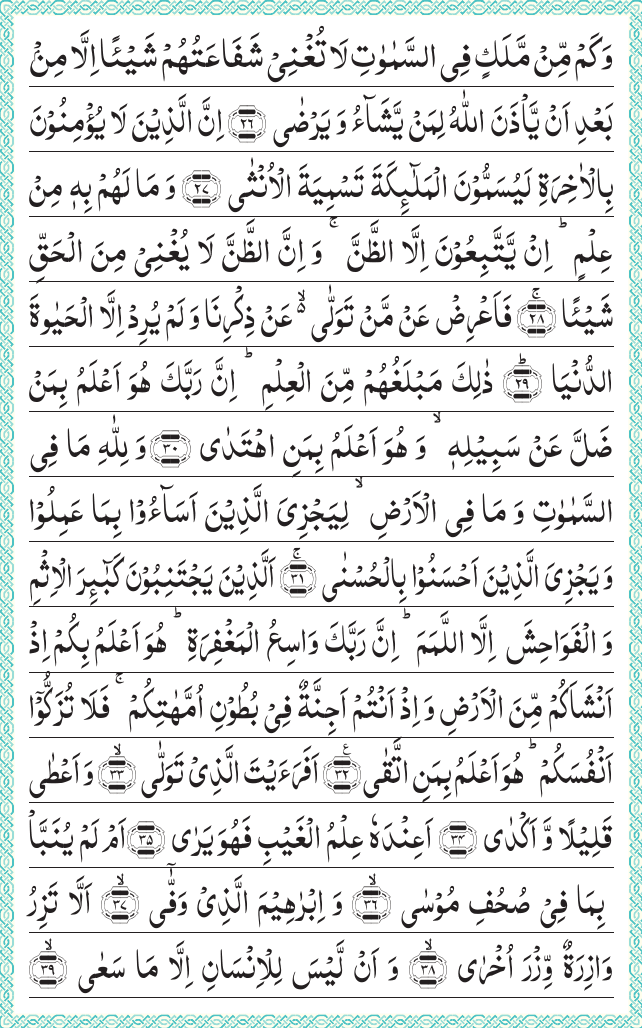 وَكَمْ مِّنْ مَّلَكٍ فِى السَّمٰوٰتِ لَا تُغْنِىْ شَفَاعَتُهُمْ شَيْـًٔا اِلَّا مِنْۢ
بَعْدِ اَنْ يَّاْذَنَ اللّٰهُ لِمَنْ يَّشَآءُ وَ يَرْضٰى ﴿٢٦﴾ اِنَّ الَّذِيْنَ لَا يُؤْمِنُوْنَ
بِالْاٰخِرَةِ لَيُسَمُّوْنَ الْمَلٰٓئِكَةَ تَسْمِيَةَ الْاُنْثٰى ﴿٢٧﴾ وَ مَا لَهُمْ بِهٖ مِنْ
عِلْمٍ ؕ اِنْ يَّتَّبِعُوْنَ اِلَّا الظَّنَّ ۚ وَ اِنَّ الظَّنَّ لَا يُغْنِىْ مِنَ الْحَقِّ
شَيْـًٔا ﴿٢٨﴾ۚ فَاَعْرِضْ عَنْ مَّنْ تَوَلّٰى ۙ۬ عَنْ ذِكْرِنَا وَ لَمْ يُرِدْ اِلَّا الْحَيٰوةَ
الدُّنْيَا ﴿٢٩﴾ؕ ذٰلِكَ مَبْلَغُهُمْ مِّنَ الْعِلْمِ ؕ اِنَّ رَبَّكَ هُوَ اَعْلَمُ بِمَنْ
ضَلَّ عَنْ سَبِيْلِهٖ ۙ وَ هُوَ اَعْلَمُ بِمَنِ اهْتَدٰى ﴿٣٠﴾ وَ لِلّٰهِ مَا فِى
السَّمٰوٰتِ وَ مَا فِى الْاَرْضِ ۙ لِيَجْزِىَ الَّذِيْنَ اَسَآءُوْا بِمَا عَمِلُوْا
وَ يَجْزِىَ الَّذِيْنَ اَحْسَنُوْا بِالْحُسْنٰى ﴿٣١﴾ۚ اَلَّذِيْنَ يَجْتَنِبُوْنَ كَبٰٓئِرَ الْاِثْمِ
وَ الْفَوَاحِشَ اِلَّا اللَّمَمَ ؕ اِنَّ رَبَّكَ وَاسِعُ الْمَغْفِرَةِ ؕ هُوَ اَعْلَمُ بِكُمْ اِذْ
اَنْشَاَكُمْ مِّنَ الْاَرْضِ وَ اِذْ اَنْتُمْ اَجِنَّةٌ فِىْ بُطُوْنِ اُمَّهٰتِكُمْ ۚ فَلَا تُزَكُّوْۤا
اَنْفُسَكُمْ ؕ هُوَ اَعْلَمُ بِمَنِ اتَّقٰى ﴿٣٢﴾ع اَفَرَءَيْتَ الَّذِىْ تَوَلّٰى ﴿٣٣﴾ۙ وَ اَعْطٰى
قَلِيْلًا وَّ اَكْدٰى ﴿٣٤﴾ اَعِنْدَهٗ عِلْمُ الْغَيْبِ فَهُوَ يَرٰى ﴿٣٥﴾ اَمْ لَمْ يُنَبَّاْ
بِمَا فِىْ صُحُفِ مُوْسٰى ﴿٣٦﴾ۙ وَ اِبْرٰهِيْمَ الَّذِىْ وَفّٰىۤ ﴿٣٧﴾ۙ اَلَّا تَزِرُ
وَازِرَةٌ وِّزْرَ اُخْرٰى ﴿٣٨﴾ۙ وَ اَنْ لَّيْسَ لِلْاِنْسَانِ اِلَّا مَا سَعٰى ﴿٣٩﴾ۙ